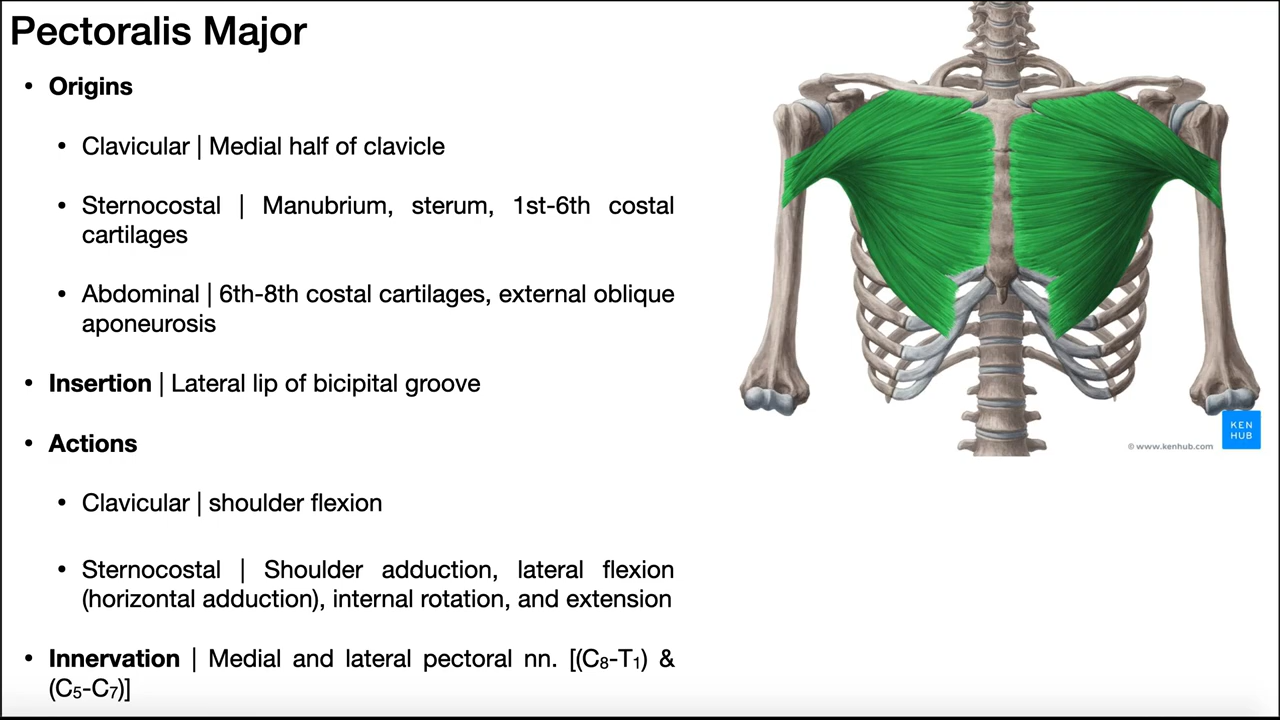 Pectoralis Major
• Origins
• Clavicular | Medial half of clavicle
• Sternocostal | Manubrium, sterum, 1st-6th costal
cartilages
• Abdominal | 6th-8th costal cartilages, external oblique
aponeurosis
• Insertion | Lateral lip of bicipital groove
• Actions
• Clavicular | shoulder flexion
• Sternocostal | Shoulder adduction, lateral flexion
(horizontal adduction), internal rotation, and extension
• Innervation | Medial and lateral pectoral nn. [(C₈-T₁) &
(C₅-C₇)]
KEN
HUB
© www.kenhub.com